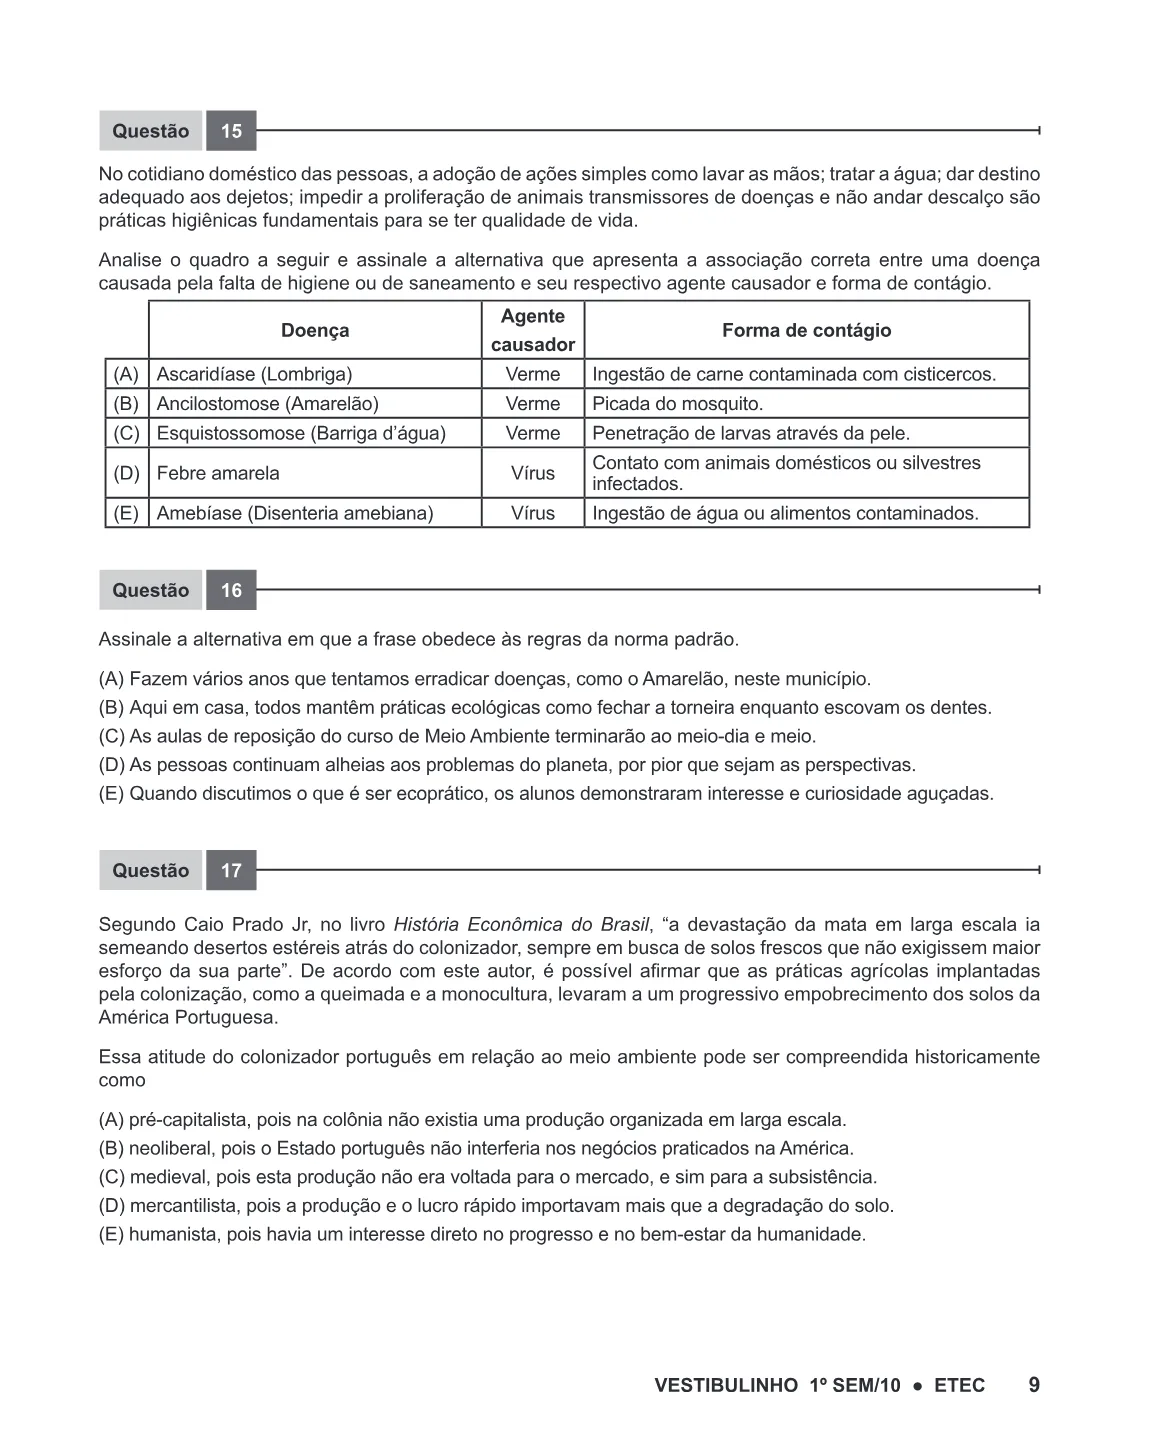 Questão 15
No cotidiano doméstico das pessoas, a adoção de ações simples como lavar as mãos; tratar a água; dar destino
adequado aos dejetos; impedir a proliferação de animais transmissores de doenças e não andar descalço são
práticas higiênicas fundamentais para se ter qualidade de vida.
Analise o quadro a seguir e assinale a alternativa que apresenta a associação correta entre uma doença
causada pela falta de higiene ou de saneamento e seu respectivo agente causador e forma de contágio.
Doença Agente causador Forma de contágio
(A) Ascaridíase (Lombriga) Verme Ingestão de carne contaminada com cisticercos.
(B) Ancilostomose (Amarelão) Verme Picada do mosquito.
(C) Esquistossomose (Barriga d’água) Verme Penetração de larvas através da pele.
(D) Febre amarela Vírus Contato com animais domésticos ou silvestres
infectados.
(E) Amebíase (Disenteria amebiana) Vírus Ingestão de água ou alimentos contaminados.
Questão 16
Assinale a alternativa em que a frase obedece às regras da norma padrão.
(A) Fazem vários anos que tentamos erradicar doenças, como o Amarelão, neste município.
(B) Aqui em casa, todos mantêm práticas ecológicas como fechar a torneira enquanto escovam os dentes.
(C) As aulas de reposição do curso de Meio Ambiente terminarão ao meio-dia e meio.
(D) As pessoas continuam alheias aos problemas do planeta, por pior que sejam as perspectivas.
(E) Quando discutimos o que é ser ecoprático, os alunos demonstraram interesse e curiosidade aguçadas.
Questão 17
Segundo Caio Prado Jr, no livro História Econômica do Brasil, “a devastação da mata em larga escala ia
semeando desertos estéreis atrás do colonizador, sempre em busca de solos frescos que não exigissem maior
esforço da sua parte”. De acordo com este autor, é possível afirmar que as práticas agrícolas implantadas
pela colonização, como a queimada e a monocultura, levaram a um progressivo empobrecimento dos solos da
América Portuguesa.
Essa atitude do colonizador português em relação ao meio ambiente pode ser compreendida historicamente
como
(A) pré-capitalista, pois na colônia não existia uma produção organizada em larga escala.
(B) neoliberal, pois o Estado português não interferia nos negócios praticados na América.
(C) medieval, pois esta produção não era voltada para o mercado, e sim para a subsistência.
(D) mercantilista, pois a produção e o lucro rápido importavam mais que a degradação do solo.
(E) humanista, pois havia um interesse direto no progresso e no bem-estar da humanidade.
VESTIBULINHO 1º SEM/10 ● ETEC 9